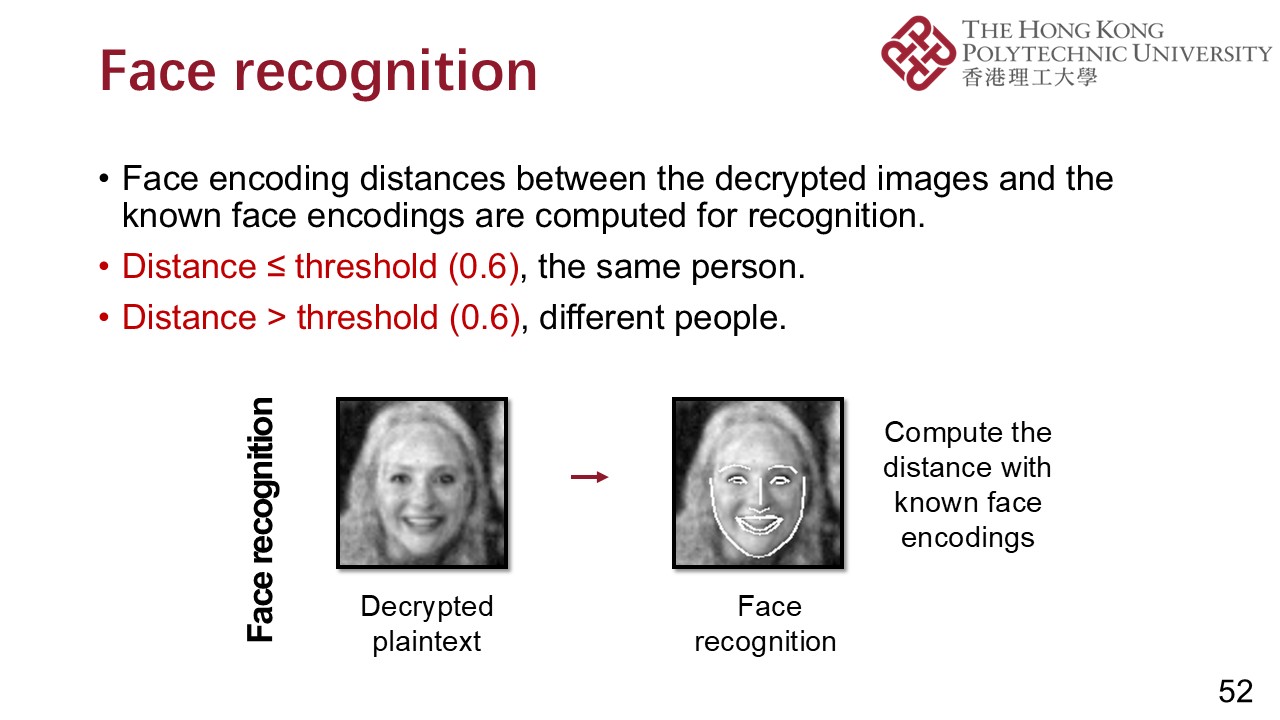 Face recognition
THE HONG KONG
POLYTECHNIC UNIVERSITY
香港理工大學
• Face encoding distances between the decrypted images and the
known face encodings are computed for recognition.
• Distance ≤ threshold (0.6), the same person.
• Distance > threshold (0.6), different people.
Face recognition
Decrypted
plaintext
Face
recognition
Compute the
distance with
known face
encodings
52